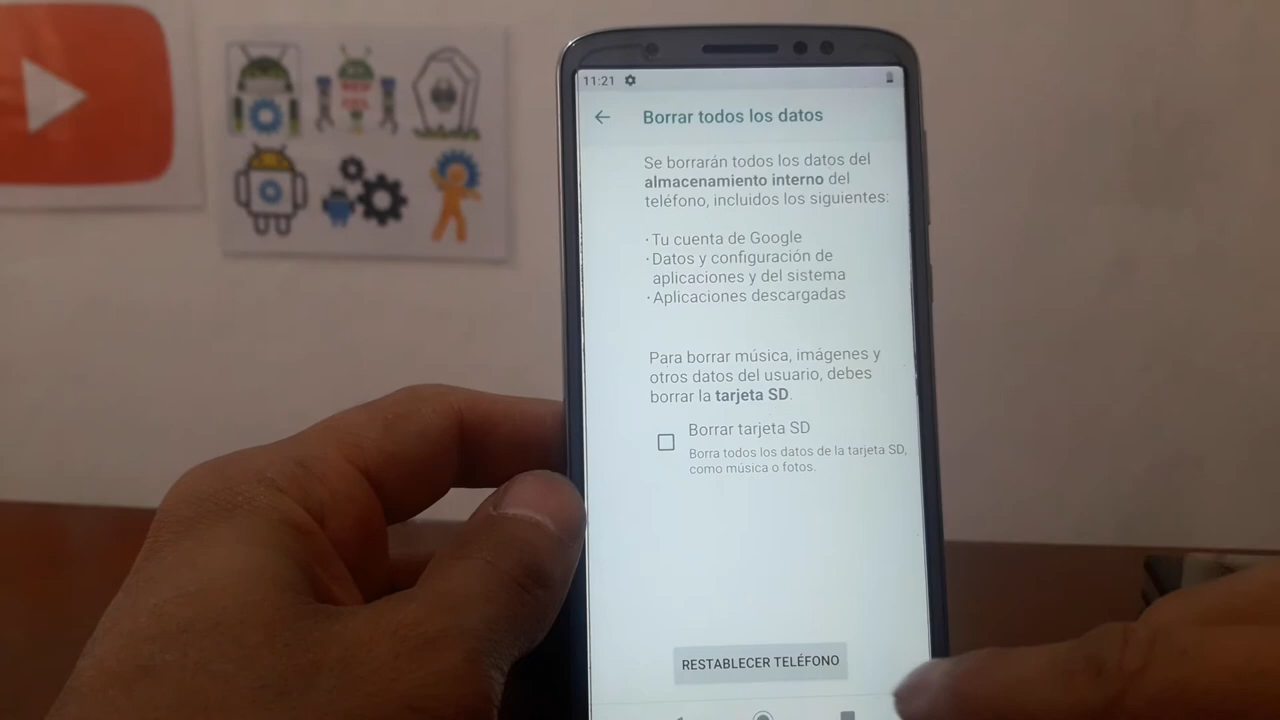 11:21
Borrar todos los datos
Se borrarán todos los datos del
almacenamiento interno del
teléfono, incluidos los siguientes:
· Tu cuenta de Google
· Datos y configuración de
aplicaciones y del sistema
· Aplicaciones descargadas
Para borrar música, imágenes y
otros datos del usuario, debes
borrar la tarjeta SD.
Borrar tarjeta SD
Borra todos los datos de la tarjeta SD,
como música o fotos.
RESTABLECER TELÉFONO